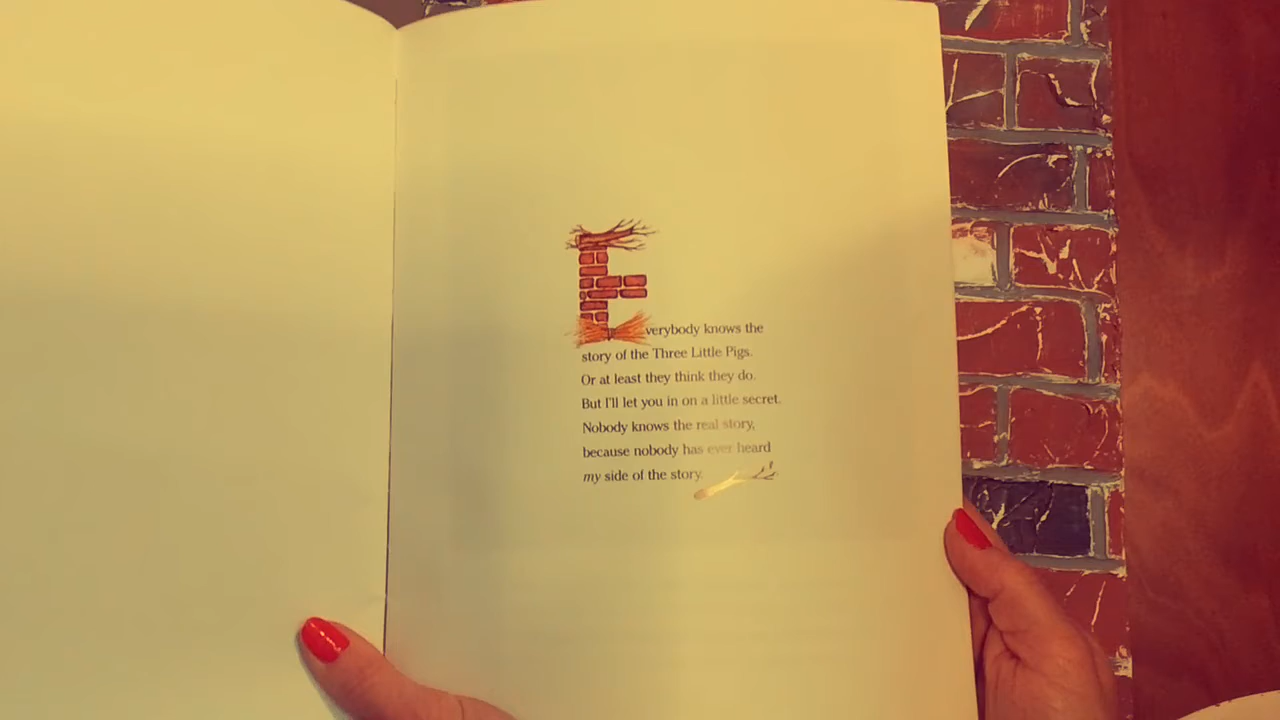 Everybody knows the
story of the Three Little Pigs.
Or at least they think they do.
But I'll let you in on a little secret.
Nobody knows the real story,
because nobody has ever heard
my side of the story.